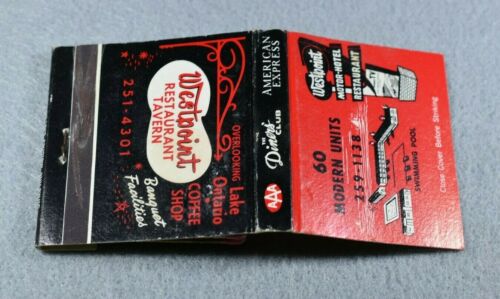 Westpoint
RESTAURANT
TAVERN
251-4301
OVERLOOKING Lake
Ontario
COFFEE
SHOP
Banquet
Facilities
AMERICAN
EXPRESS
THE
Diners'
CLUB
AAA
Westpoint
MOTOR-HOTEL
RESTAURANT
60
MODERN UNITS
259-1138
SWIMMING POOL
Close Cover Before Striking